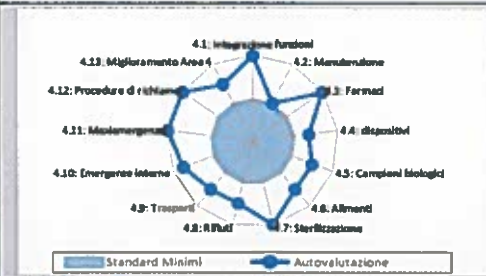 4.1: Integrazione funzioni
4.13: Miglioramento Area 4
4.2: Manutenzione
4.12: Procedure di richiamo
4.3: Farmaci
4.11: Maxiemergenze
4.4: dispositivi
4.10: Emergenze interne
4.5: Campioni biologici
4.9: Trasporti
4.6: Alimenti
4.8: Rifiuti
4.7: Sterilizzazione
Standard Minimi
Autovalutazione